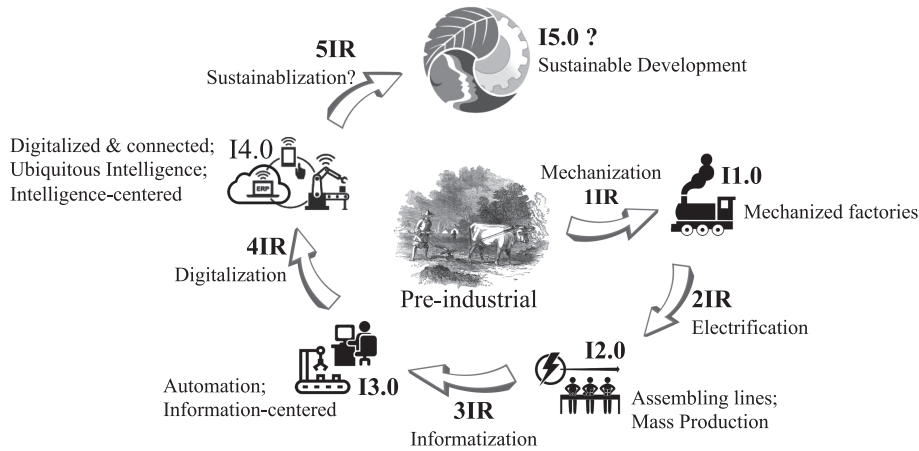 5IR
Sustainablization?
I5.0 ?
Sustainable Development
Digitalized & connected;
Ubiquitous Intelligence;
Intelligence-centered
I4.0
ERP
Mechanization
1IR
I1.0
Mechanized factories
4IR
Digitalization
Pre-industrial
2IR
Electrification
I2.0
Assembling lines;
Mass Production
3IR
Informatization
I3.0
Automation;
Information-centered